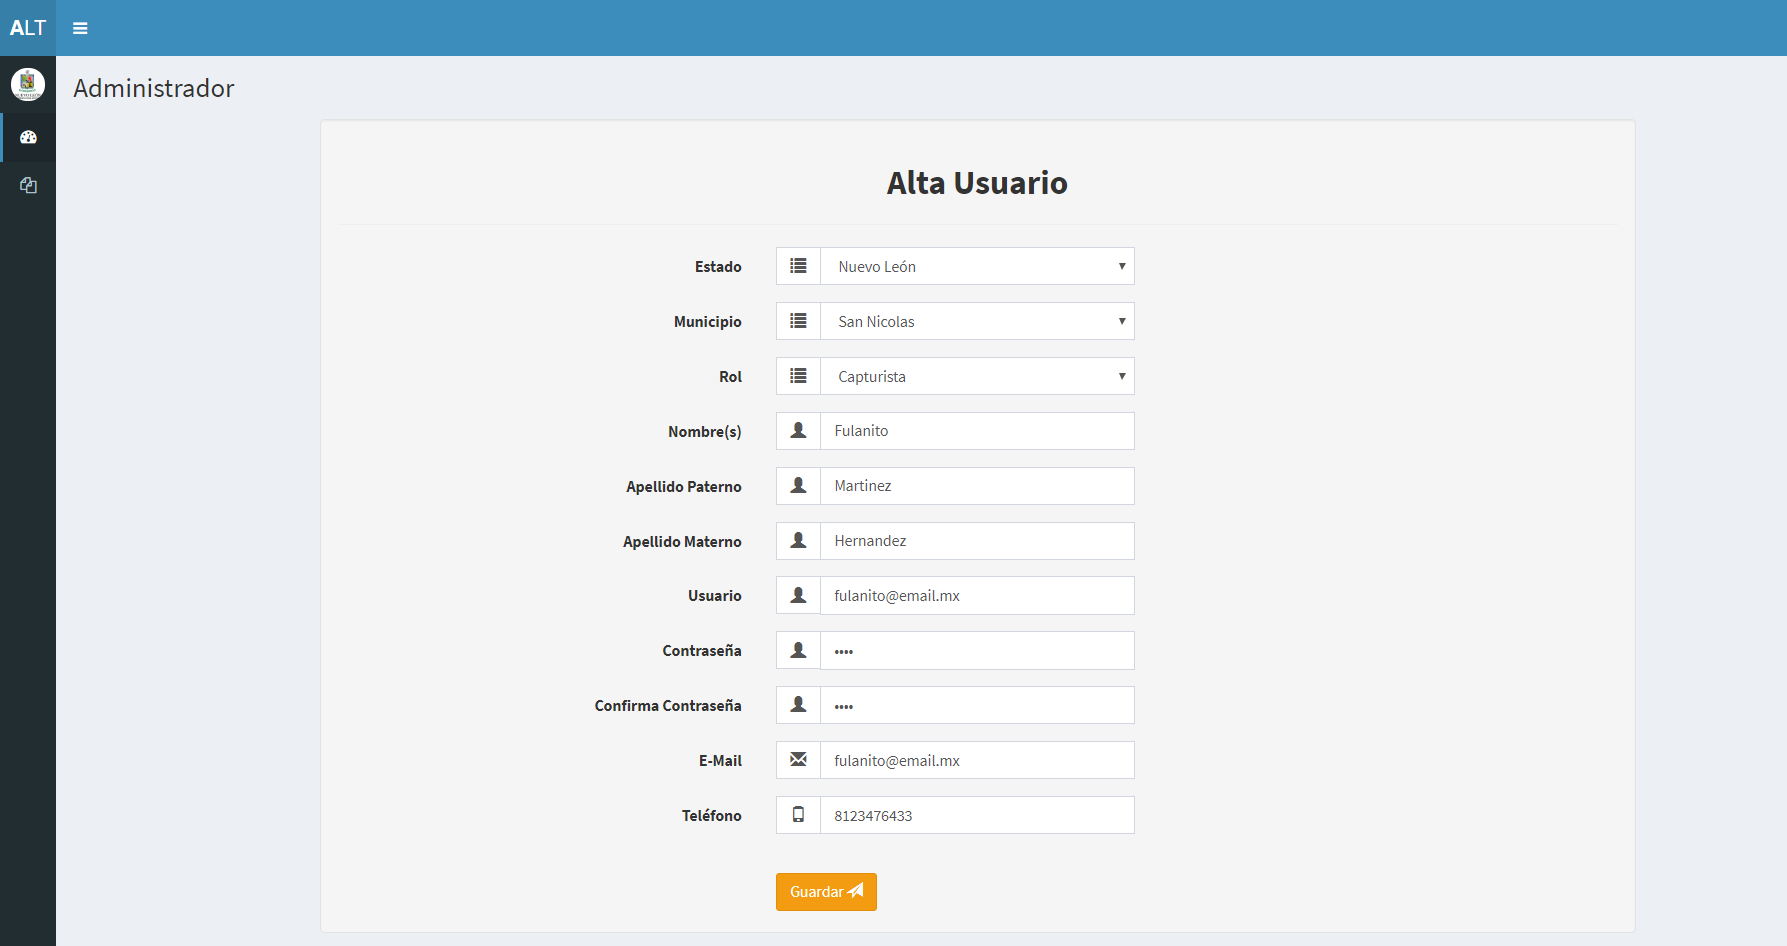 ALT
Administrador
Alta Usuario
Estado
Nuevo León
Municipio
San Nicolas
Rol
Capturista
Nombre(s)
Fulanito
Apellido Paterno
Martinez
Apellido Materno
Hernandez
Usuario
fulanito@email.mx
Contraseña
••••
Confirma Contraseña
••••
E-Mail
fulanito@email.mx
Teléfono
8123476433
Guardar